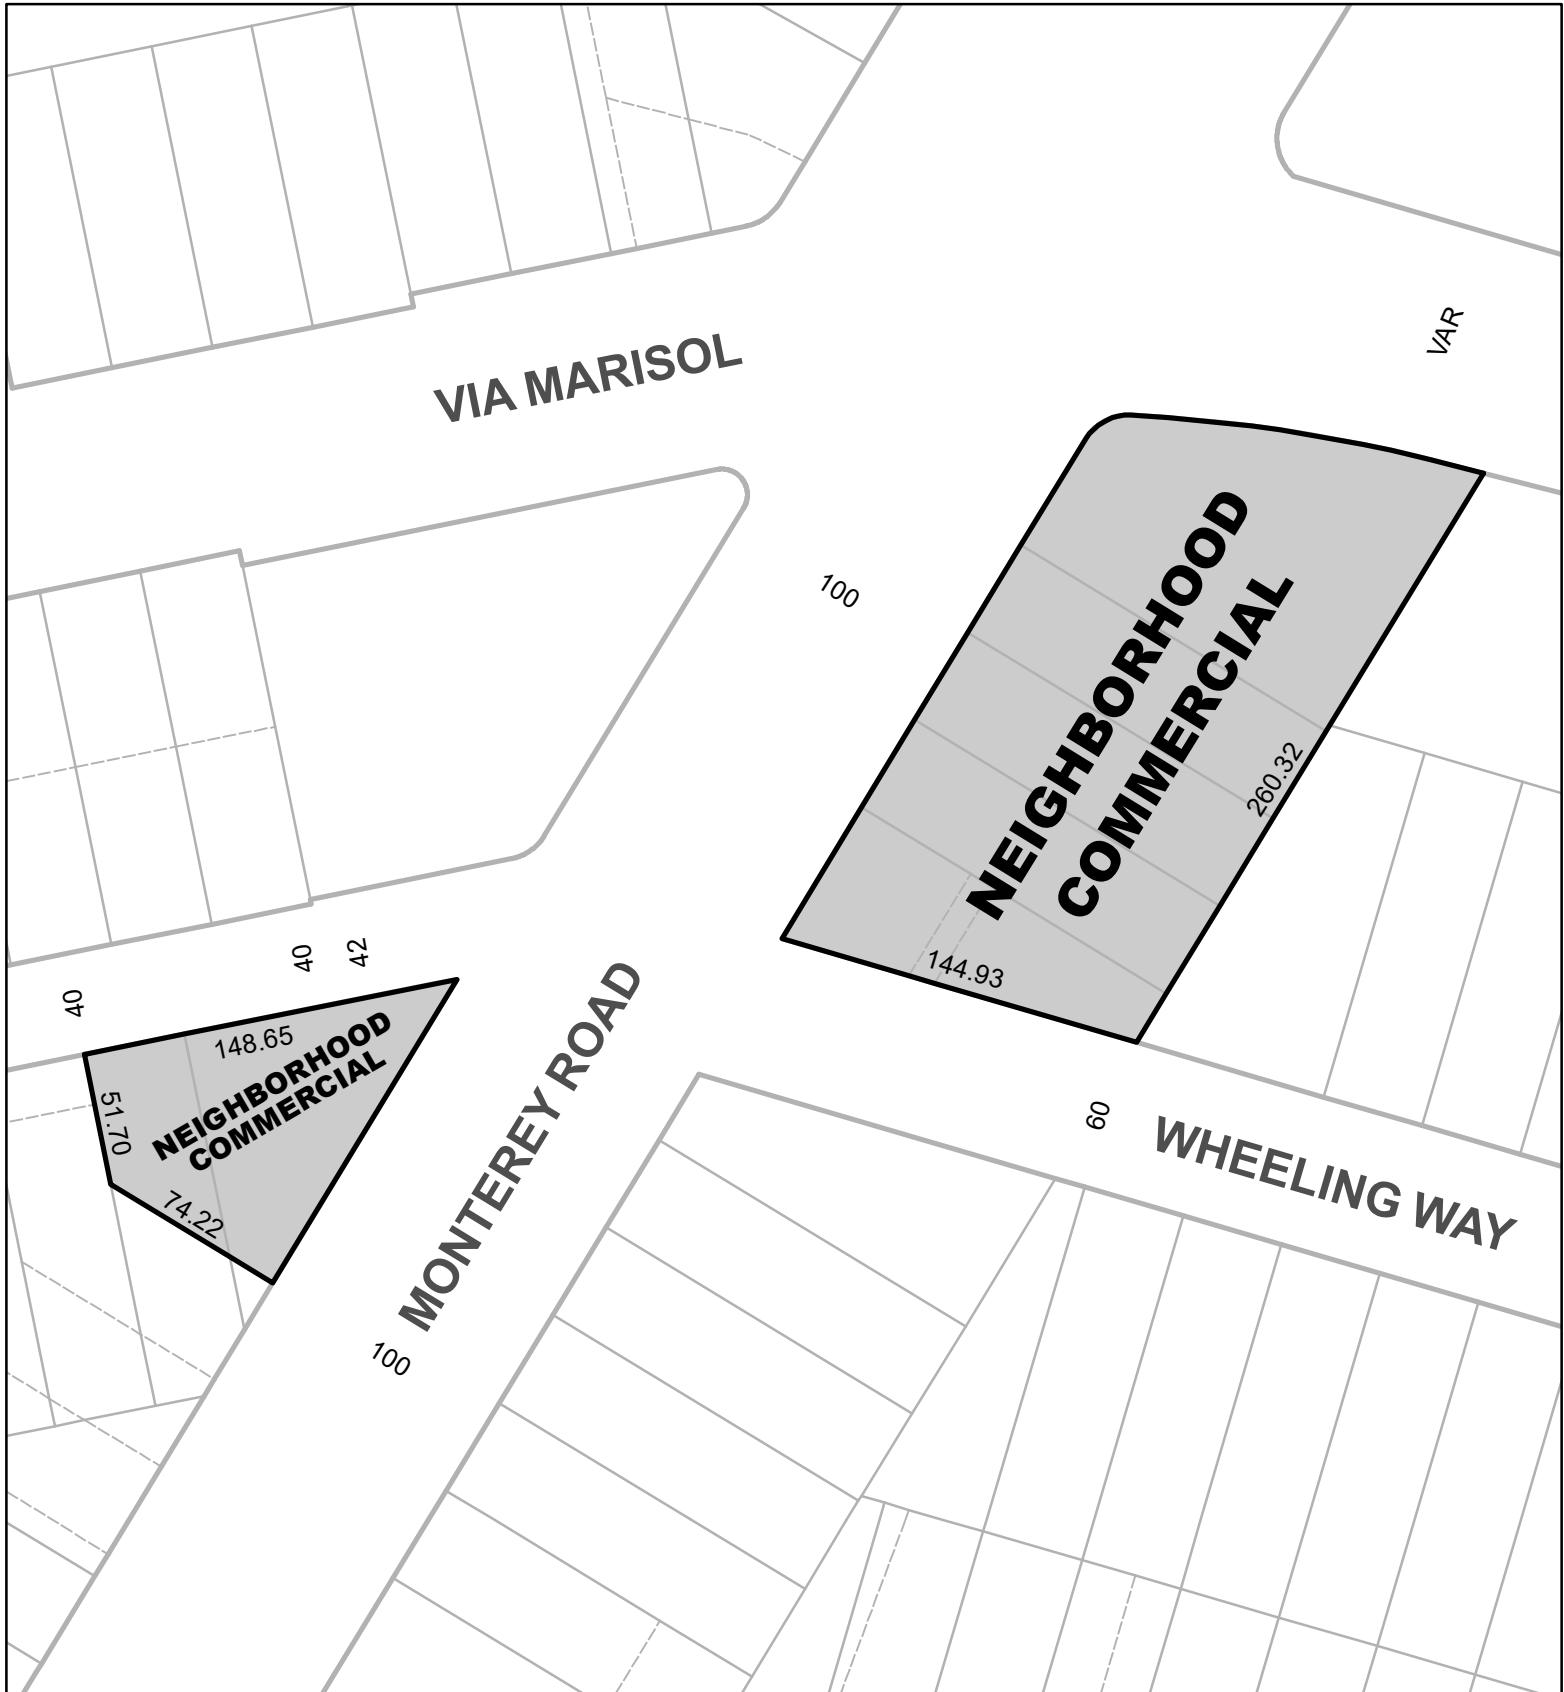 VAR
VIA MARISOL
100
NEIGHBORHOOD
COMMERCIAL
260.32
144.93
40
42
40
148.65
NEIGHBORHOOD
COMMERCIAL
51.70
74.22
MONTEREY ROAD
60
WHEELING WAY
100